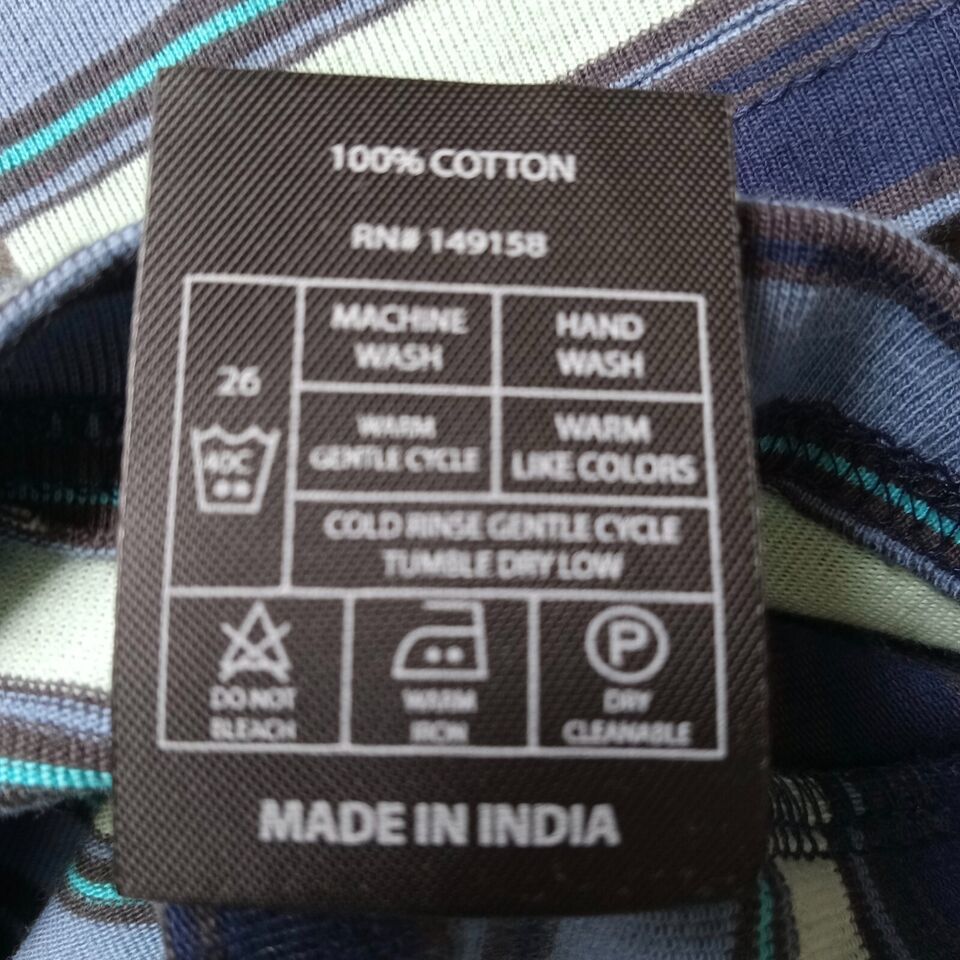 100% COTTON
RN# 149158
26
40C
MACHINE
WASH
HAND
WASH
WARM
GENTLE CYCLE
WARM
LIKE COLORS
COLD RINSE GENTLE CYCLE
TUMBLE DRY LOW
DO NOT
BLEACH
WARM
IRON
P
DRY
CLEANABLE
MADE IN INDIA